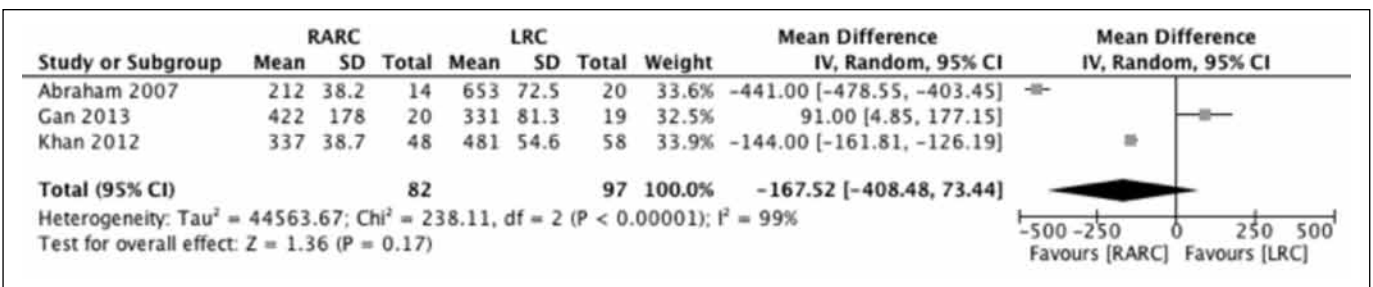 RARC LRC Mean Difference Mean Difference
Study or Subgroup Mean SD Total Mean SD Total Weight IV, Random, 95% CI IV, Random, 95% CI
Abraham 2007 212 38.2 14 653 72.5 20 33.6% -441.00 [-478.55, -403.45]
Gan 2013 422 178 20 331 81.3 19 32.5% 91.00 [4.85, 177.15]
Khan 2012 337 38.7 48 481 54.6 58 33.9% -144.00 [-161.81, -126.19]
Total (95% CI) 82 97 100.0% -167.52 [-408.48, 73.44]
Heterogeneity: Tau² = 44563.67; Chi² = 238.11, df = 2 (P < 0.00001); I² = 99%
Test for overall effect: Z = 1.36 (P = 0.17)
-500 -250 0 250 500
Favours [RARC] Favours [LRC]